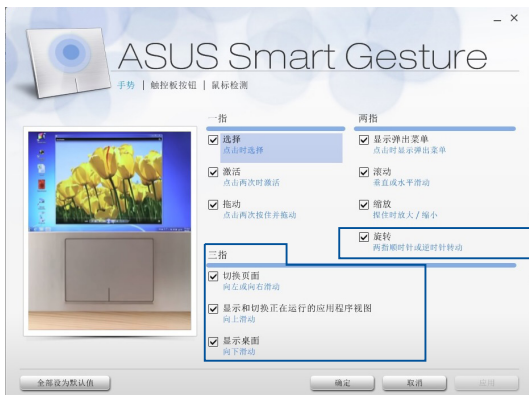 ASUS Smart Gesture
手势 | 触控板按钮 | 鼠标检测
一指
选择
点击时选择
激活
点击两次时激活
拖动
点击两次按住并拖动
两指
显示弹出菜单
点击时显示弹出菜单
滚动
垂直或水平滑动
缩放
捏住时放大/缩小
旋转
两指顺时针或逆时针转动
三指
切换页面
向左或向右滑动
显示和切换正在运行的应用程序视图
向上滑动
显示桌面
向下滑动
全部设为默认值
确定
取消
应用